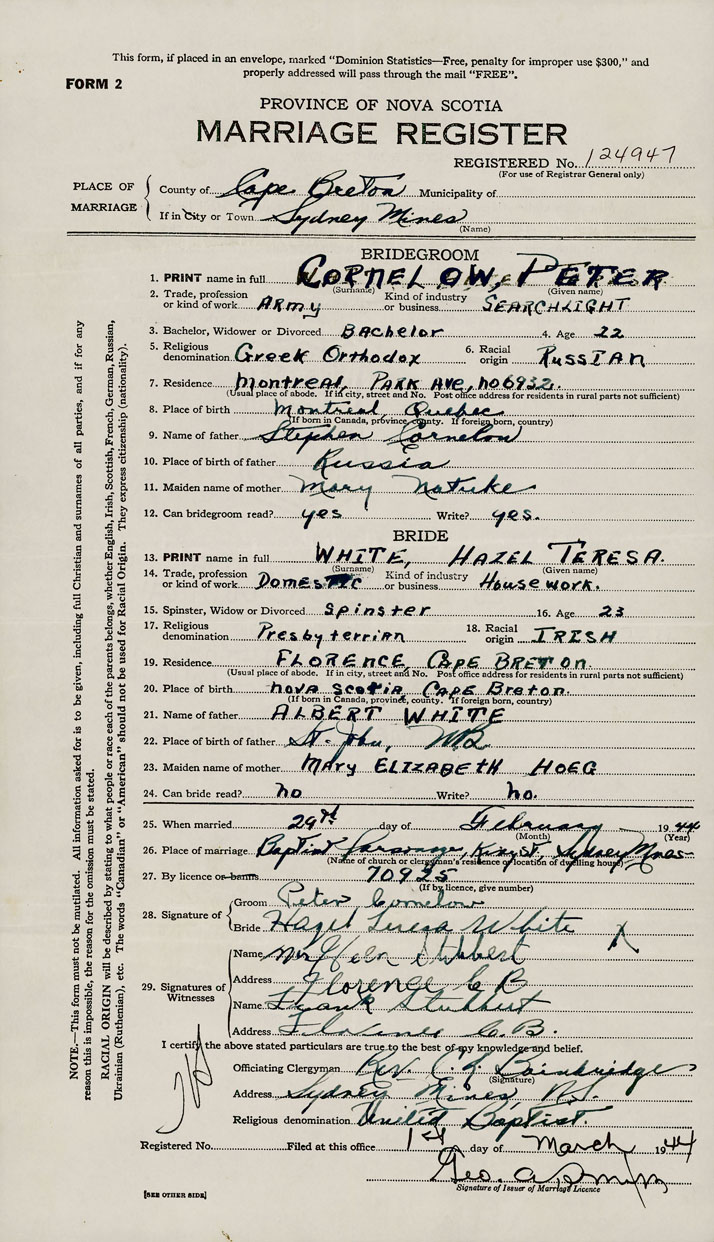 This form, if placed in an envelope, marked "Dominion Statistics—Free, penalty for improper use $300," and
properly addressed will pass through the mail "FREE".
FORM 2
PROVINCE OF NOVA SCOTIA
MARRIAGE REGISTER
REGISTERED No. 124947
(For use of Registrar General only)
PLACE OF MARRIAGE
County of Cape Breton Municipality of
If in City or Town Sydney Mines
(Name)
BRIDEGROOM
1. PRINT name in full CORNELOW, PETER
(Surname) (Given name)
2. Trade, profession or kind of work ARMY Kind of industry or business SEARCHLIGHT
3. Bachelor, Widower or Divorced Bachelor 4. Age 22
5. Religious denomination Greek Orthodox 6. Racial origin RUSSIAN
7. Residence Montreal, PARK AVE, No 6932.
(Usual place of abode. If in city, street and No. Post office address for residents in rural parts not sufficient)
8. Place of birth Montreal, Quebec
(If born in Canada, province, county. If foreign born, country)
9. Name of father Stephen Cornelow
10. Place of birth of father Russia
11. Maiden name of mother Mary Natuke
12. Can bridegroom read? yes Write? yes.
BRIDE
13. PRINT name in full WHITE, HAZEL TERESA.
(Surname) (Given name)
14. Trade, profession or kind of work DOMESTIC Kind of industry or business Housework.
15. Spinster, Widow or Divorced Spinster 16. Age 23
17. Religious denomination Presbyterrian 18. Racial origin IRISH
19. Residence FLORENCE, CAPE BRETON.
(Usual place of abode. If in city, street and No. Post office address for residents in rural parts not sufficient)
20. Place of birth nova scotia, Cape Breton.
(If born in Canada, province, county. If foreign born, country)
21. Name of father ALBERT WHITE
22. Place of birth of father St. John, NB
23. Maiden name of mother MARY ELIZABETH HOEG
24. Can bride read? no Write? no.
25. When married 29th day of February 1944
(Month) (Year)
26. Place of marriage Baptist Parsonage, King St., Sydney Mines
(Name of church or clergyman's residence or location of dwelling house)
27. By licence or banns 70925
(If by licence, give number)
28. Signature of
Groom Peter Cornelow
Bride Hazel Teresa White X
29. Signatures of Witnesses
Name Mrs Stubbert
Address Florence C B
Name Frank Stubbert
Address Florence C. B.
I certify the above stated particulars are true to the best of my knowledge and belief.
Officiating Clergyman Rev. Bainbridge
(Signature)
Address Sydney Mines, N.S.
Religious denomination United Baptist.
Registered No. Filed at this office 1st day of March 1944
Geo. A.
Signature of Issuer of Marriage Licence
[SEE OTHER SIDE]
NOTE.—This form must not be mutilated. All information asked for is to be given, including full Christian and surnames of all parties, and if for any
reason this is impossible, the reason for the omission must be stated.
RACIAL ORIGIN will be described by stating to what people or race each of the parents belongs, whether English, Irish, Scottish, French, German, Russian,
Ukrainian (Ruthenian), etc. The words "Canadian" or "American" should not be used for Racial Origin. They express citizenship (nationality).